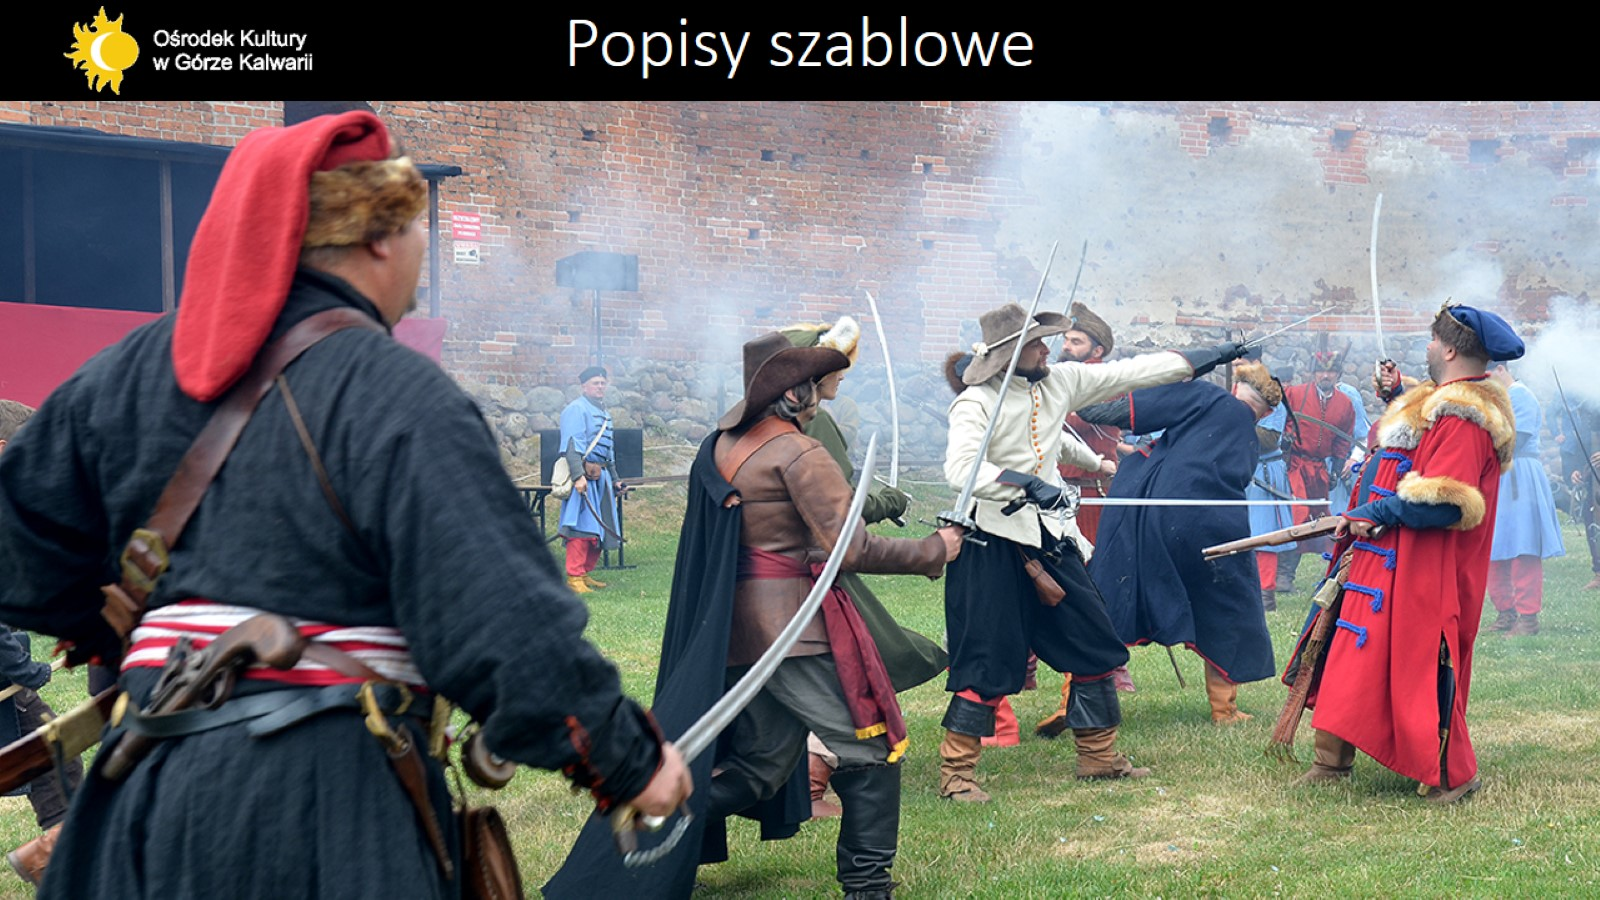 Ośrodek Kultury
w Górze Kalwarii
Popisy szablowe